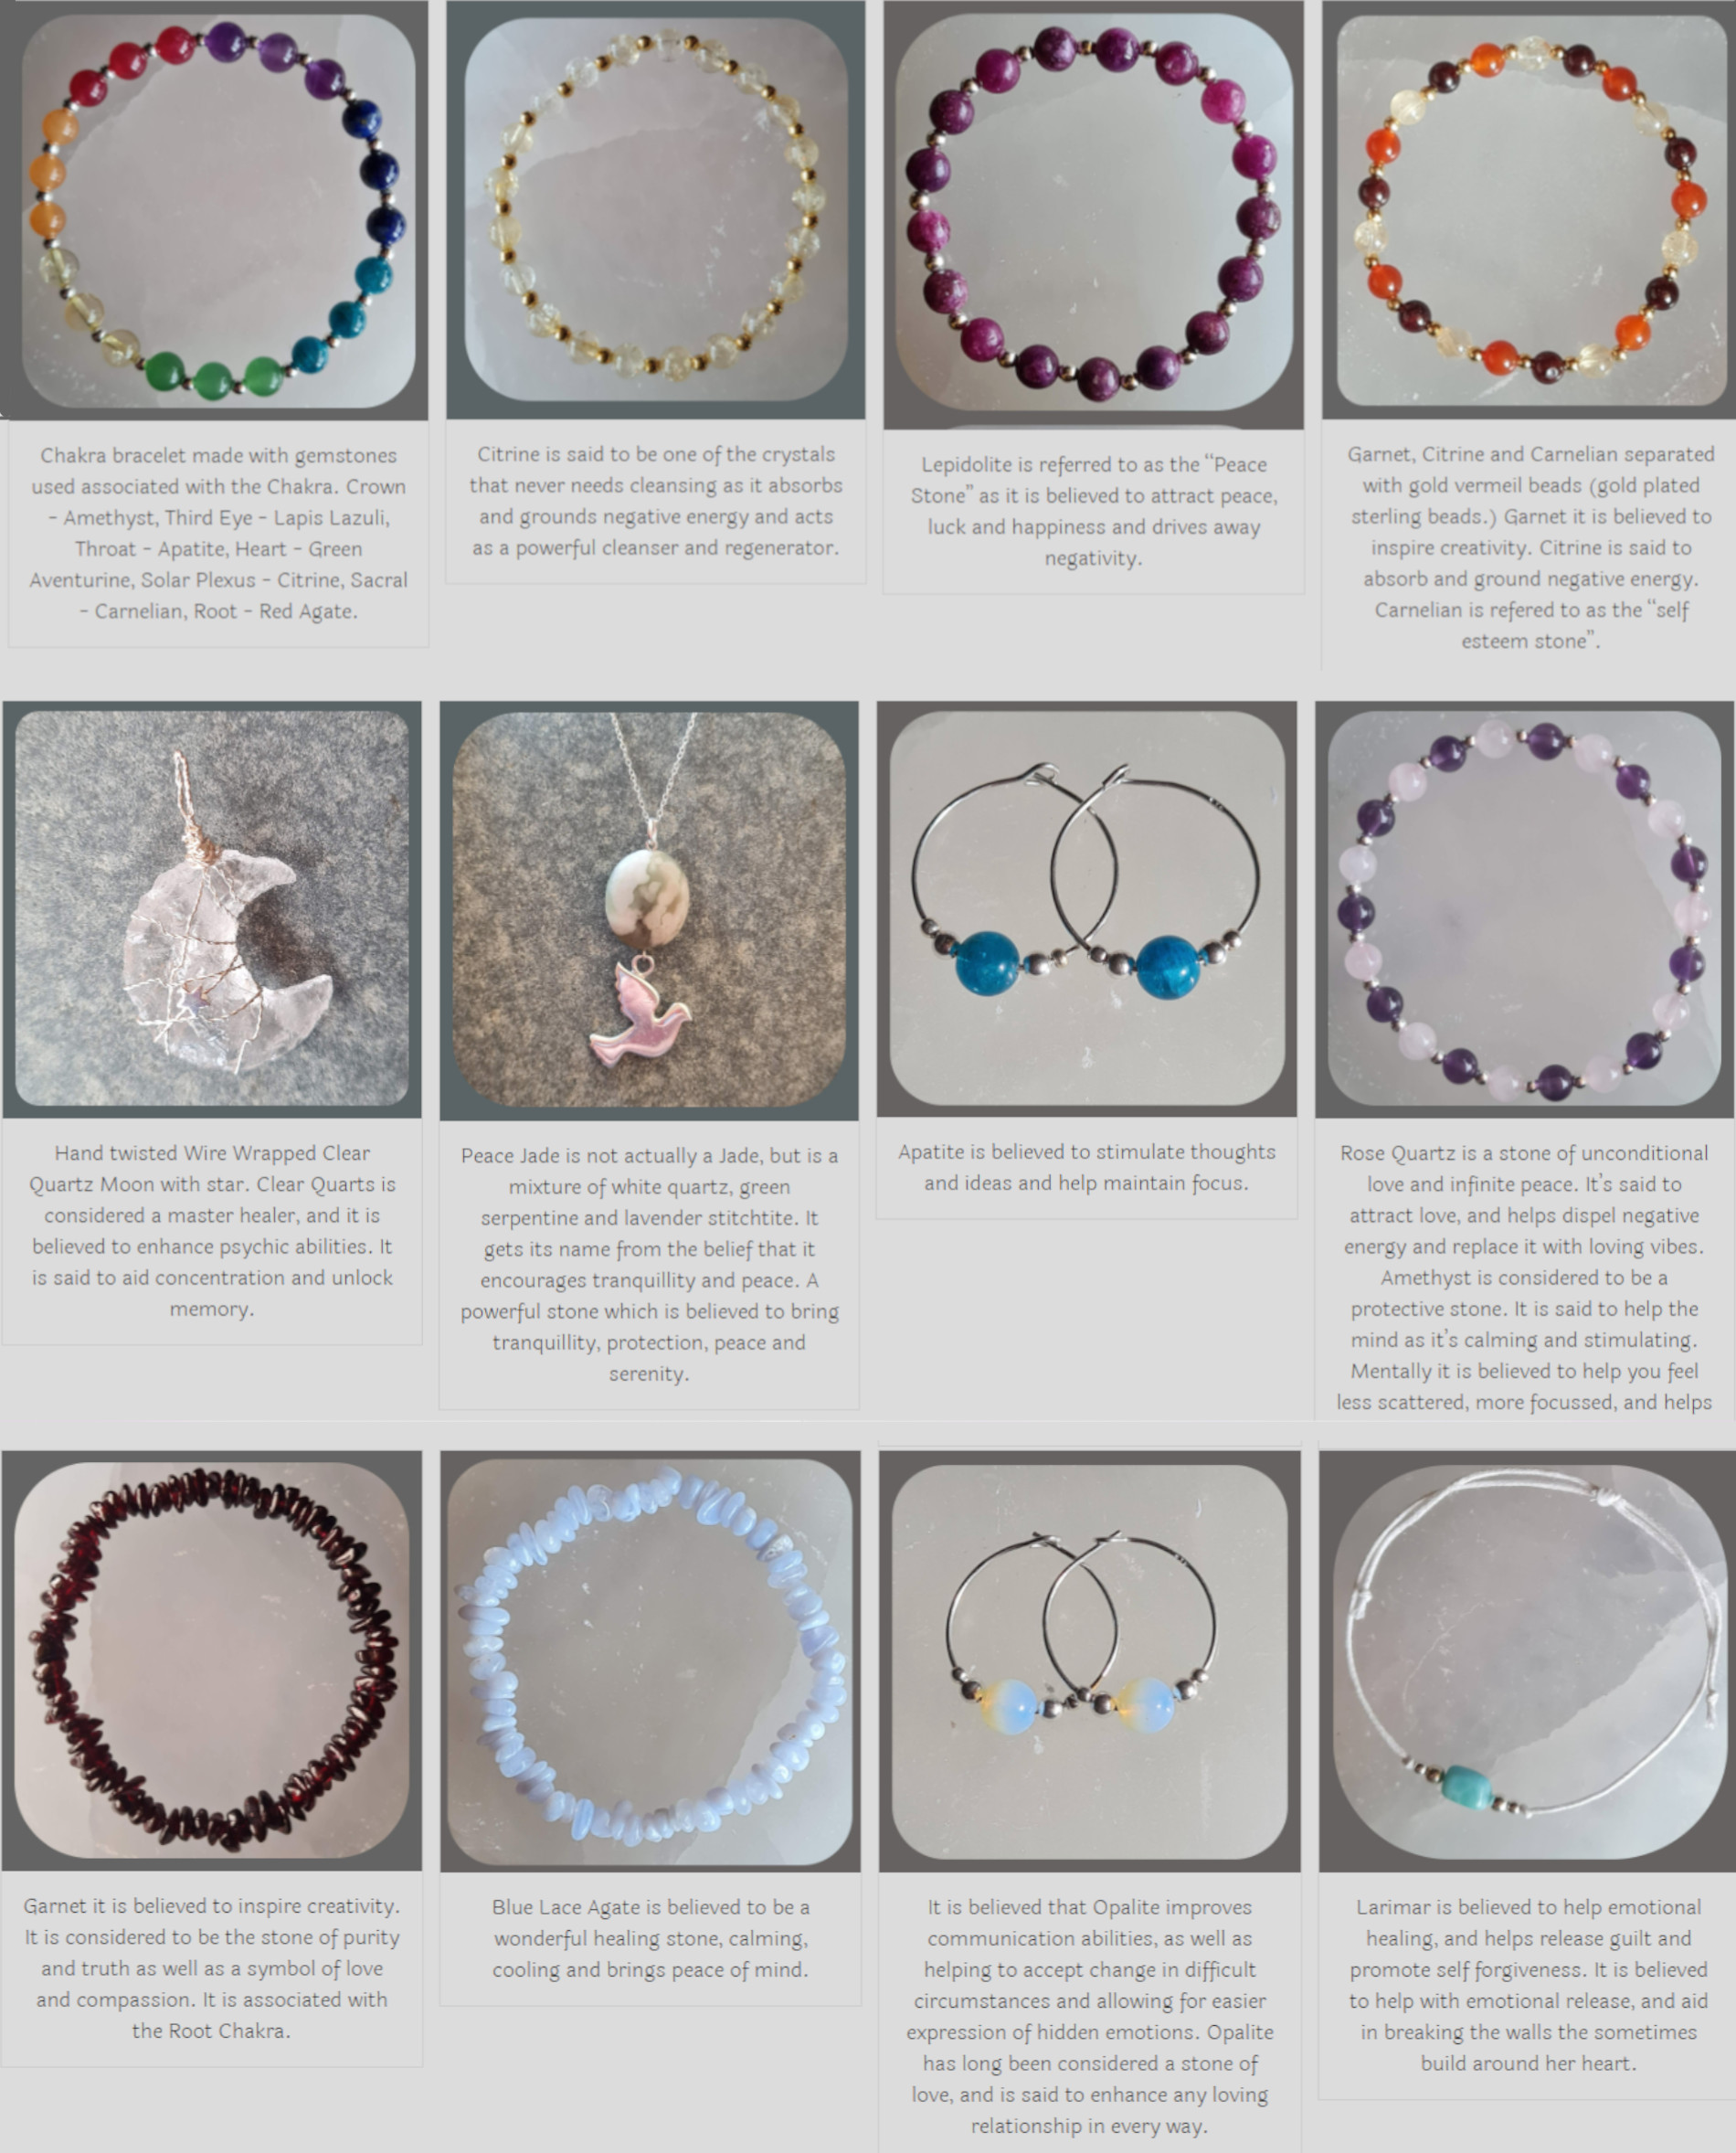 Chakra bracelet made with gemstones
used associated with the Chakra. Crown
- Amethyst, Third Eye - Lapis Lazuli,
Throat - Apatite, Heart - Green
Aventurine, Solar Plexus - Citrine, Sacral
- Carnelian, Root - Red Agate.
Citrine is said to be one of the crystals
that never needs cleansing as it absorbs
and grounds negative energy and acts
as a powerful cleanser and regenerator.
Lepidolite is referred to as the “Peace
Stone” as it is believed to attract peace,
luck and happiness and drives away
negativity.
Garnet, Citrine and Carnelian separated
with gold vermeil beads (gold plated
sterling beads.) Garnet it is believed to
inspire creativity. Citrine is said to
absorb and ground negative energy.
Carnelian is refered to as the “self
esteem stone”.
Hand twisted Wire Wrapped Clear
Quartz Moon with star. Clear Quarts is
considered a master healer, and it is
believed to enhance psychic abilities. It
is said to aid concentration and unlock
memory.
Peace Jade is not actually a Jade, but is a
mixture of white quartz, green
serpentine and lavender stitchtite. It
gets its name from the belief that it
encourages tranquillity and peace. A
powerful stone which is believed to bring
tranquillity, protection, peace and
serenity.
Apatite is believed to stimulate thoughts
and ideas and help maintain focus.
Rose Quartz is a stone of unconditional
love and infinite peace. It's said to
attract love, and helps dispel negative
energy and replace it with loving vibes.
Amethyst is considered to be a
protective stone. It is said to help the
mind as it's calming and stimulating.
Mentally it is believed to help you feel
less scattered, more focussed, and helps
Garnet it is believed to inspire creativity.
It is considered to be the stone of purity
and truth as well as a symbol of love
and compassion. It is associated with
the Root Chakra.
Blue Lace Agate is believed to be a
wonderful healing stone, calming,
cooling and brings peace of mind.
It is believed that Opalite improves
communication abilities, as well as
helping to accept change in difficult
circumstances and allowing for easier
expression of hidden emotions. Opalite
has long been considered a stone of
love, and is said to enhance any loving
relationship in every way.
Larimar is believed to help emotional
healing, and helps release guilt and
promote self forgiveness. It is believed
to help with emotional release, and aid
in breaking the walls the sometimes
build around her heart.